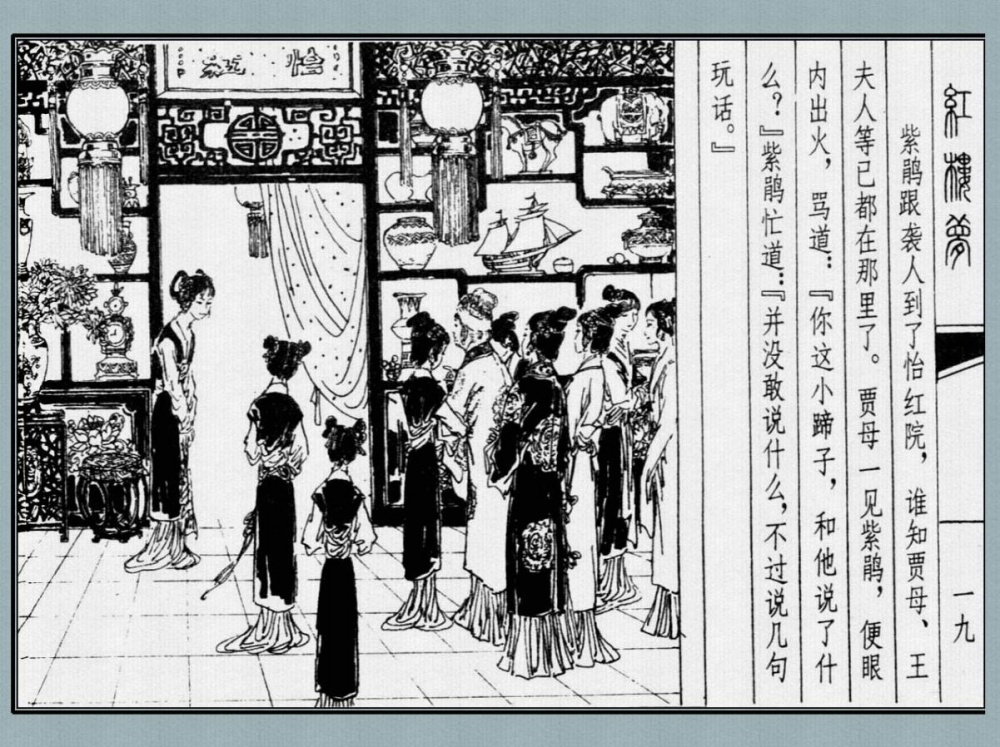 紅樓夢
一九
紫鹃跟袭人到了怡红院，谁知贾母、王
夫人等已都在那里了。贾母一见紫鹃，便眼
内出火，骂道：『你这小蹄子，和他说了什
么？』紫鹃忙道：『并没敢说什么，不过说几句
玩话。』